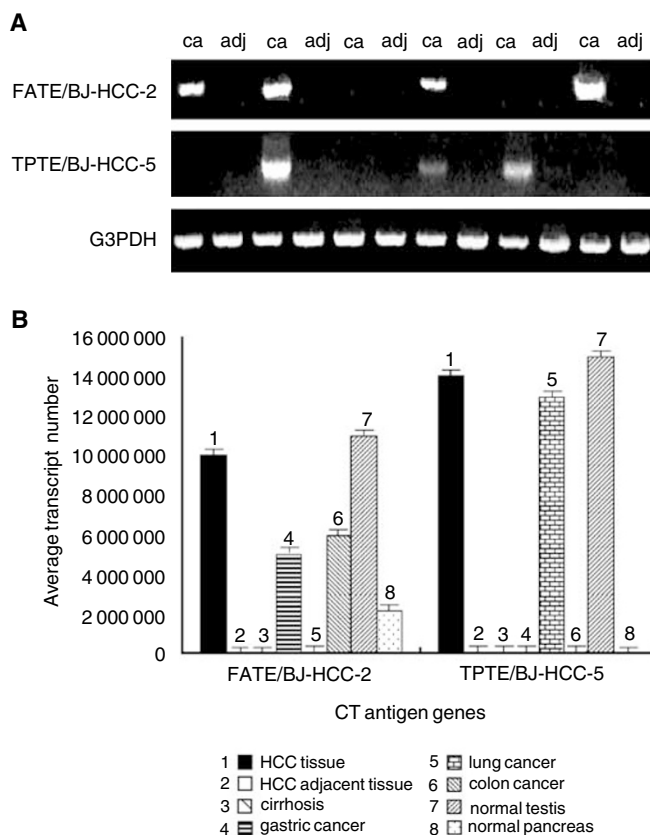 A
ca adj ca adj ca adj ca adj ca adj ca adj
FATE/BJ-HCC-2
TPTE/BJ-HCC-5
G3PDH
B
16 000 000
14 000 000
12 000 000
10 000 000
8 000 000
6 000 000
4 000 000
2 000 000
0
Average transcript number
1 2 3 4 5 6 7 8
1 2 3 4 5 6 7 8
FATE/BJ-HCC-2 TPTE/BJ-HCC-5
CT antigen genes
1 HCC tissue
2 HCC adjacent tissue
3 cirrhosis
4 gastric cancer
5 lung cancer
6 colon cancer
7 normal testis
8 normal pancreas